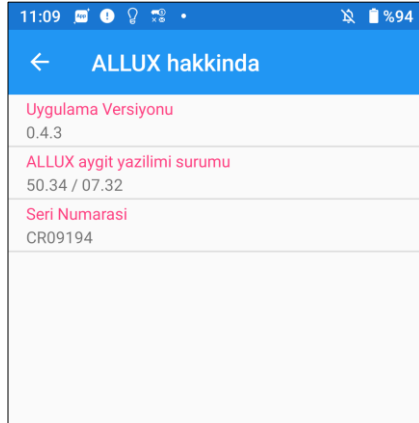 11:09 %94
ALLUX hakkinda
Uygulama Versiyonu
0.4.3
ALLUX aygit yazilimi surumu
50.34 / 07.32
Seri Numarasi
CR09194